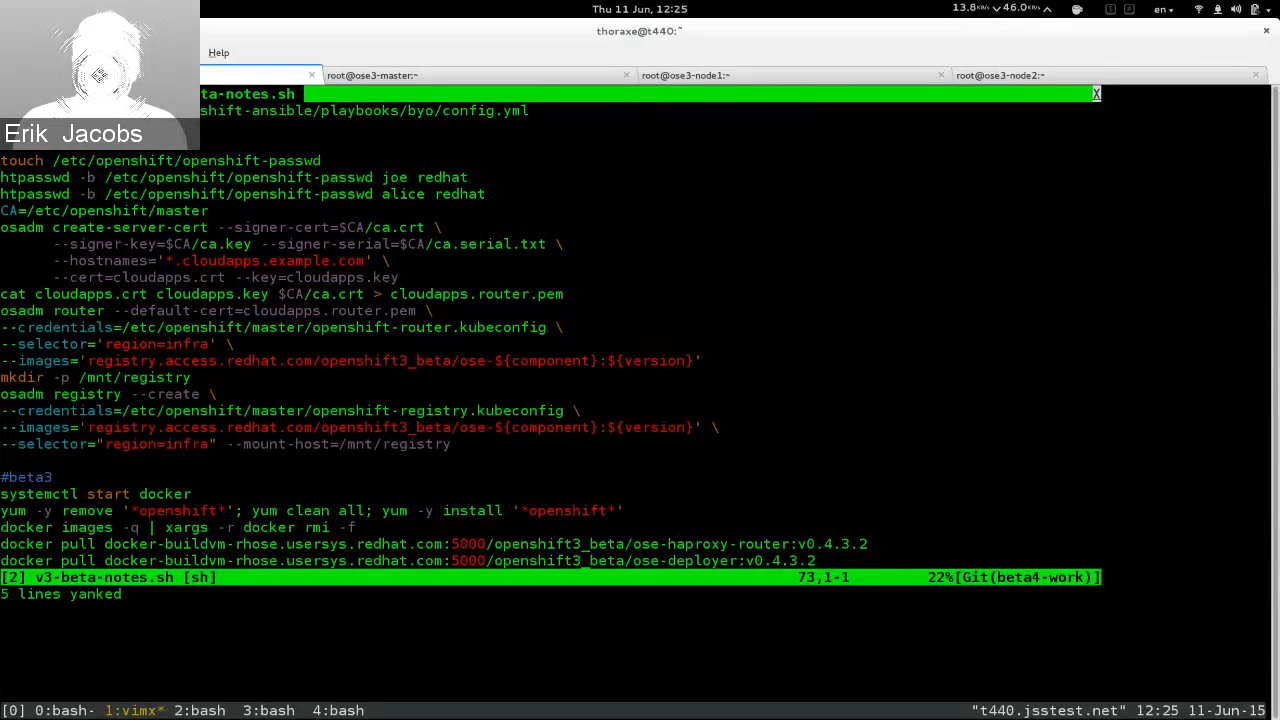 Thu 11 Jun, 12:25
13.8 KB/s 46.0 KB/s en
thoraxe@t440:~
Help
root@ose3-master:~ root@ose3-node1:~ root@ose3-node2:~
ta-notes.sh X
shift-ansible/playbooks/byo/config.yml
Erik Jacobs
touch /etc/openshift/openshift-passwd
htpasswd -b /etc/openshift/openshift-passwd joe redhat
htpasswd -b /etc/openshift/openshift-passwd alice redhat
CA=/etc/openshift/master
osadm create-server-cert --signer-cert=$CA/ca.crt \
--signer-key=$CA/ca.key --signer-serial=$CA/ca.serial.txt \
--hostnames='*.cloudapps.example.com' \
--cert=cloudapps.crt --key=cloudapps.key
cat cloudapps.crt cloudapps.key $CA/ca.crt > cloudapps.router.pem
osadm router --default-cert=cloudapps.router.pem \
--credentials=/etc/openshift/master/openshift-router.kubeconfig \
--selector='region=infra' \
--images='registry.access.redhat.com/openshift3_beta/ose-${component}:${version}'
mkdir -p /mnt/registry
osadm registry --create \
--credentials=/etc/openshift/master/openshift-registry.kubeconfig \
--images='registry.access.redhat.com/openshift3_beta/ose-${component}:${version}' \
--selector="region=infra" --mount-host=/mnt/registry
#beta3
systemctl start docker
yum -y remove '*openshift*'; yum clean all; yum -y install '*openshift*'
docker images -q | xargs -r docker rmi -f
docker pull docker-buildvm-rhose.usersys.redhat.com:5000/openshift3_beta/ose-haproxy-router:v0.4.3.2
docker pull docker-buildvm-rhose.usersys.redhat.com:5000/openshift3_beta/ose-deployer:v0.4.3.2
[2] v3-beta-notes.sh [sh] 73,1-1 22%[Git(beta4-work)]
5 lines yanked
[0] 0:bash- 1:vimx* 2:bash 3:bash 4:bash "t440.jsstest.net" 12:25 11-Jun-15